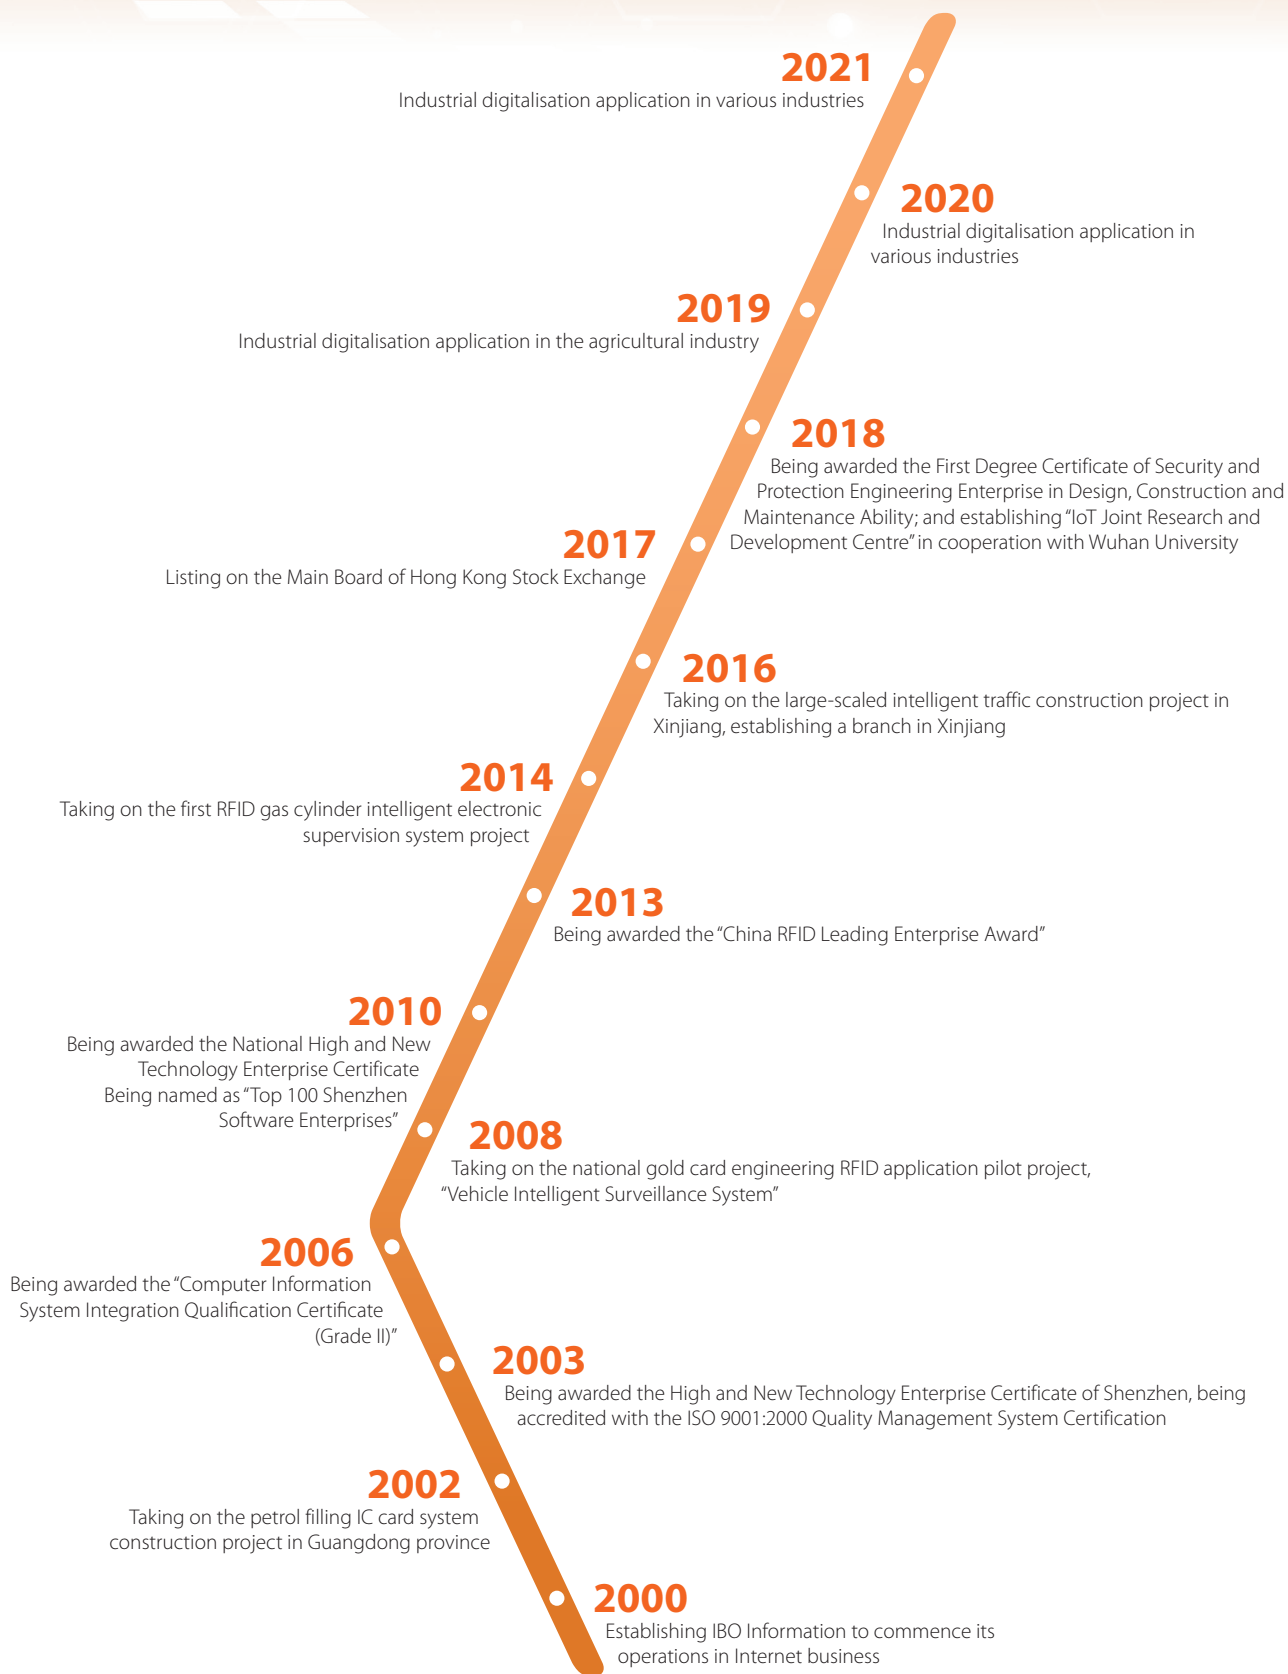 2021
Industrial digitalisation application in various industries
2020
Industrial digitalisation application in
various industries
2019
Industrial digitalisation application in the agricultural industry
2018
Being awarded the First Degree Certificate of Security and
Protection Engineering Enterprise in Design, Construction and
Maintenance Ability; and establishing “IoT Joint Research and
Development Centre” in cooperation with Wuhan University
2017
Listing on the Main Board of Hong Kong Stock Exchange
2016
Taking on the large-scaled intelligent traffic construction project in
Xinjiang, establishing a branch in Xinjiang
2014
Taking on the first RFID gas cylinder intelligent electronic
supervision system project
2013
Being awarded the “China RFID Leading Enterprise Award”
2010
Being awarded the National High and New
Technology Enterprise Certificate
Being named as “Top 100 Shenzhen
Software Enterprises”
2008
Taking on the national gold card engineering RFID application pilot project,
“Vehicle Intelligent Surveillance System”
2006
Being awarded the “Computer Information
System Integration Qualification Certificate
(Grade II)”
2003
Being awarded the High and New Technology Enterprise Certificate of Shenzhen, being
accredited with the ISO 9001:2000 Quality Management System Certification
2002
Taking on the petrol filling IC card system
construction project in Guangdong province
2000
Establishing IBO Information to commence its
operations in Internet business